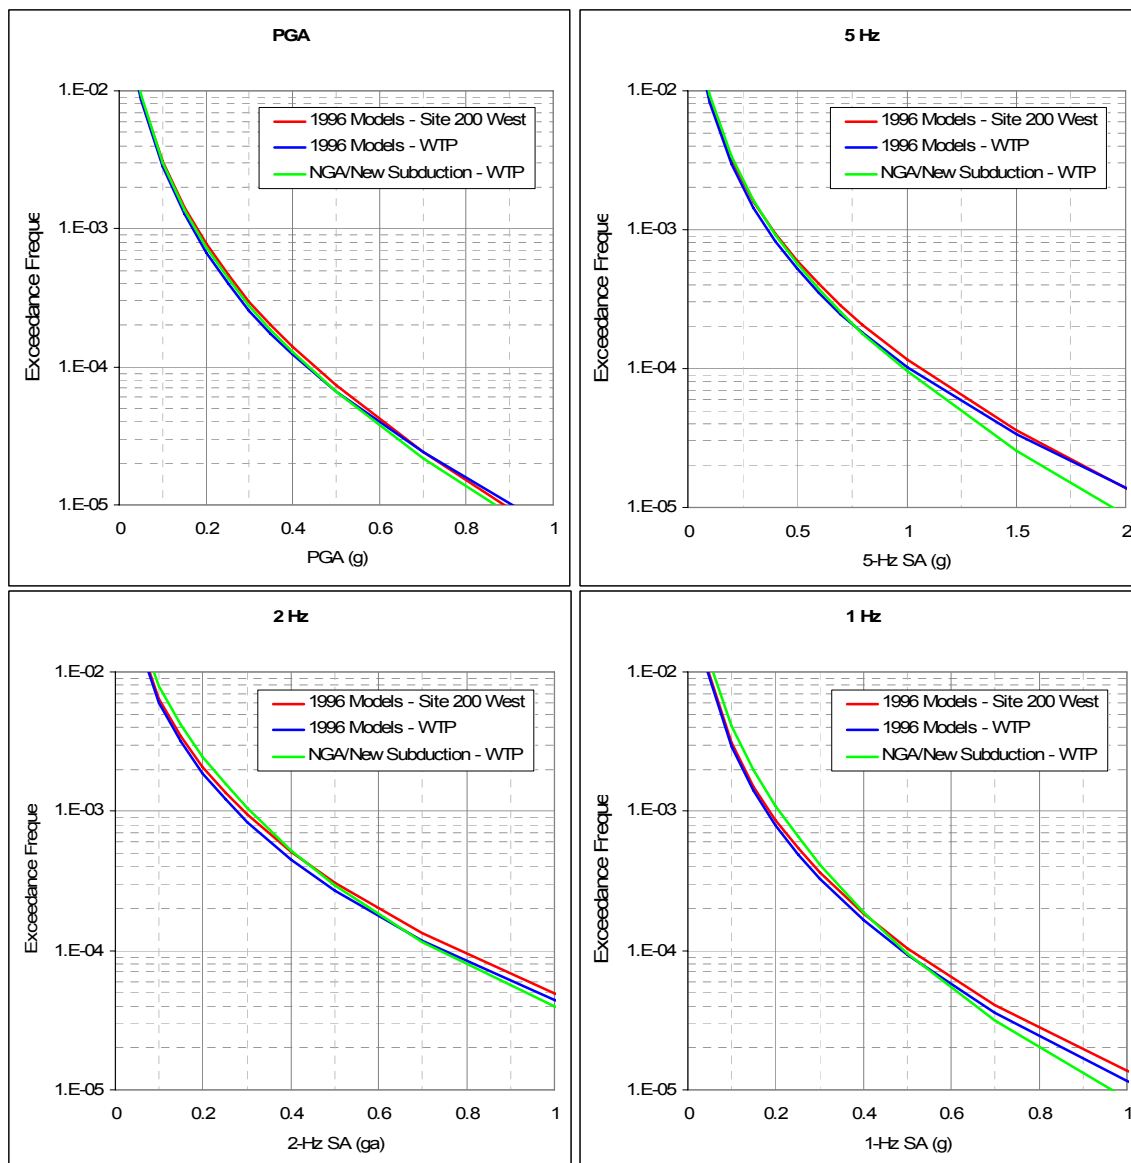 PGA
1.E-02
1.E-03
1.E-04
1.E-05
Exceedance Freque
1996 Models - Site 200 West
1996 Models - WTP
NGA/New Subduction - WTP
0 0.2 0.4 0.6 0.8 1
PGA (g)
5 Hz
1.E-02
1.E-03
1.E-04
1.E-05
Exceedance Freque
1996 Models - Site 200 West
1996 Models - WTP
NGA/New Subduction - WTP
0 0.5 1 1.5 2
5-Hz SA (g)
2 Hz
1.E-02
1.E-03
1.E-04
1.E-05
Exceedance Freque
1996 Models - Site 200 West
1996 Models - WTP
NGA/New Subduction - WTP
0 0.2 0.4 0.6 0.8 1
2-Hz SA (ga)
1 Hz
1.E-02
1.E-03
1.E-04
1.E-05
Exceedance Freque
1996 Models - Site 200 West
1996 Models - WTP
NGA/New Subduction - WTP
0 0.2 0.4 0.6 0.8 1
1-Hz SA (g)